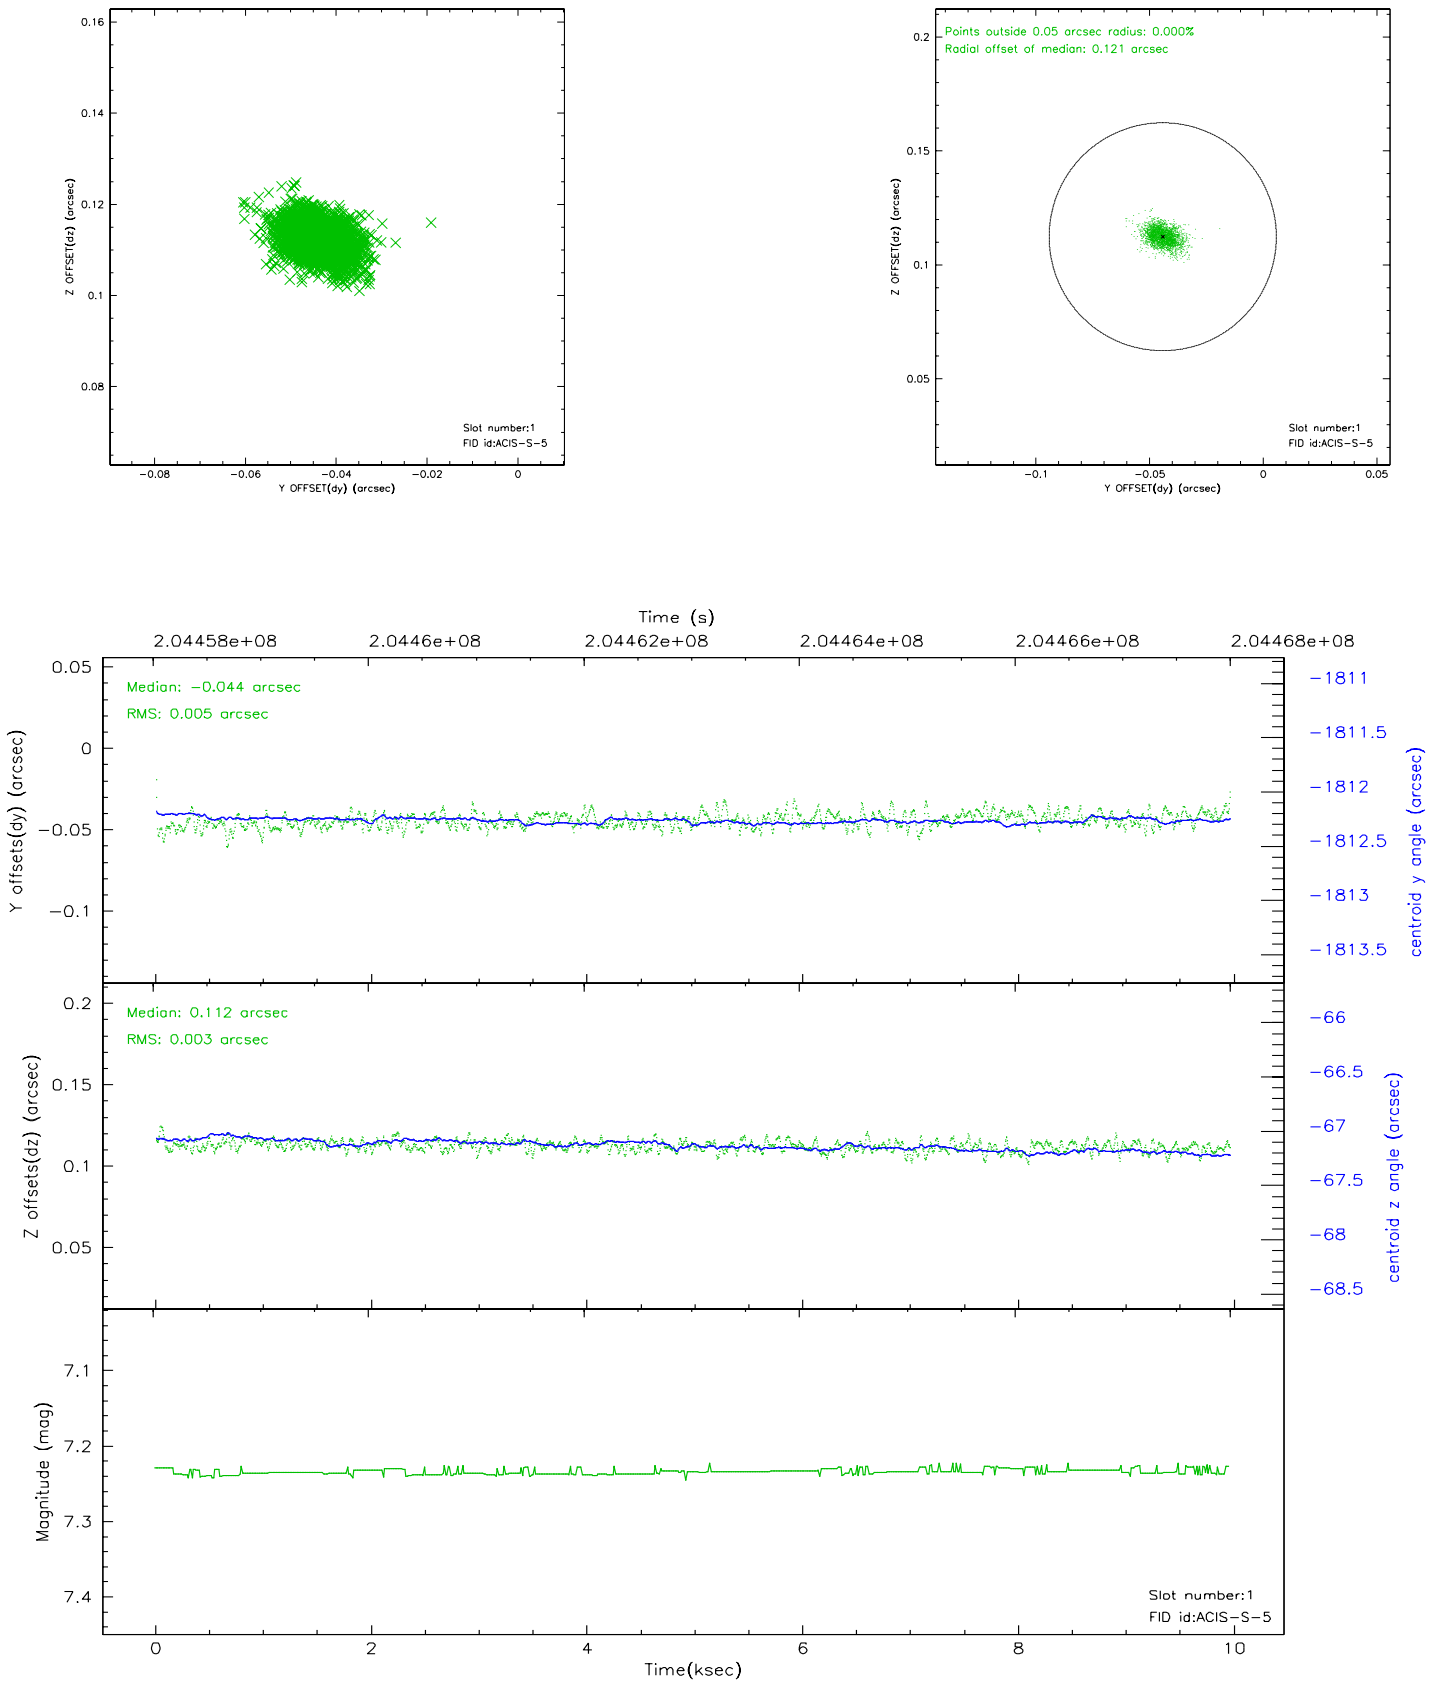 0.16
0.14
0.12
0.1
0.08
Z OFFSET(dz) (arcsec)
Slot number:1
FID id:ACIS-S-5
-0.08 -0.06 -0.04 -0.02 0
Y OFFSET(dy) (arcsec)
Points outside 0.05 arcsec radius: 0.000%
Radial offset of median: 0.121 arcsec
0.2
0.15
0.1
0.05
Z OFFSET(dz) (arcsec)
Slot number:1
FID id:ACIS-S-5
-0.1 -0.05 0 0.05
Y OFFSET(dy) (arcsec)
Time (s)
2.04458e+08 2.0446e+08 2.04462e+08 2.04464e+08 2.04466e+08 2.04468e+08
Median: -0.044 arcsec
RMS: 0.005 arcsec
0.05
0
-0.05
-0.1
Y offsets(dy) (arcsec)
-1811
-1811.5
-1812
-1812.5
-1813
-1813.5
centroid y angle (arcsec)
Median: 0.112 arcsec
RMS: 0.003 arcsec
0.2
0.15
0.1
0.05
Z offsets(dz) (arcsec)
-66
-66.5
-67
-67.5
-68
-68.5
centroid z angle (arcsec)
7.1
7.2
7.3
7.4
Magnitude (mag)
Slot number:1
FID id:ACIS-S-5
0 2 4 6 8 10
Time(ksec)